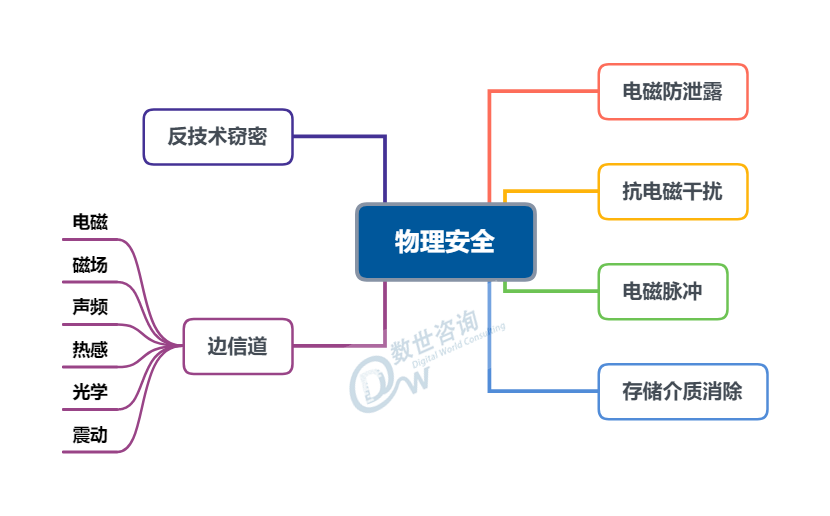 物理安全
反技术窃密
边信道
电磁
磁场
声频
热感
光学
震动
电磁防泄露
抗电磁干扰
电磁脉冲
存储介质消除
数世咨询
Digital World Consulting
DW